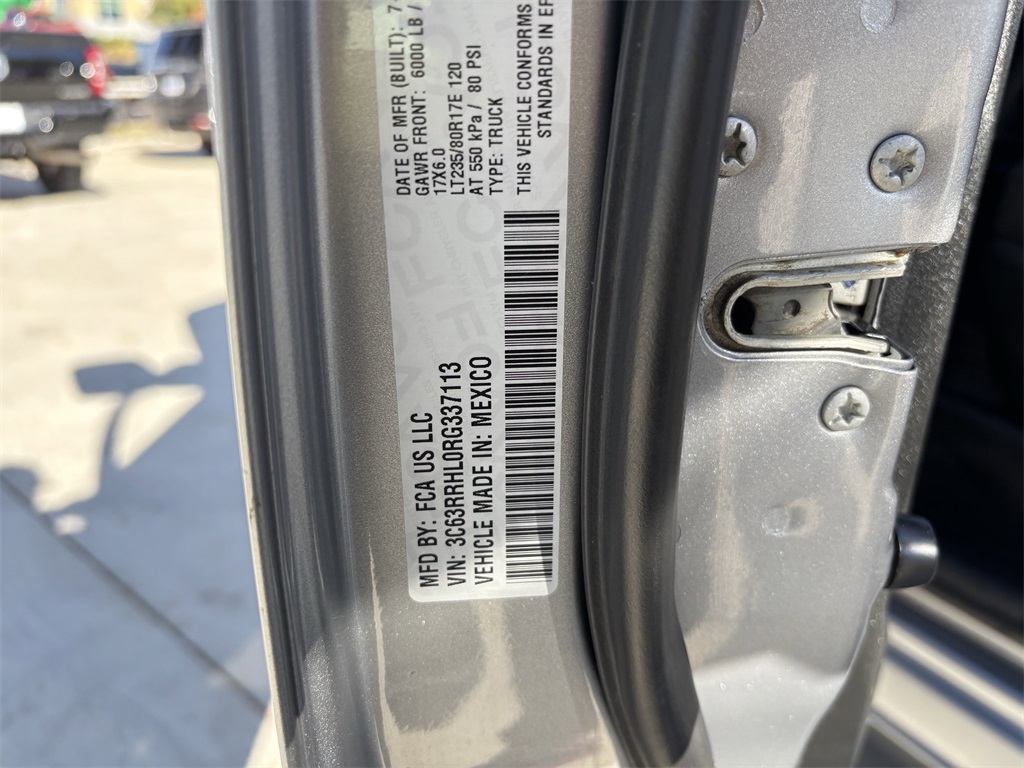 MFD BY: FCA US LLC
VIN: 3C63RRHL0RG337113
VEHICLE MADE IN: MEXICO
DATE OF MFR (BUILT): 7
GAWR FRONT: 6000 LB /
17X6.0
LT235/80R17E 120
AT 550 kPa / 80 PSI
TYPE: TRUCK
THIS VEHICLE CONFORMS
STANDARDS IN EF